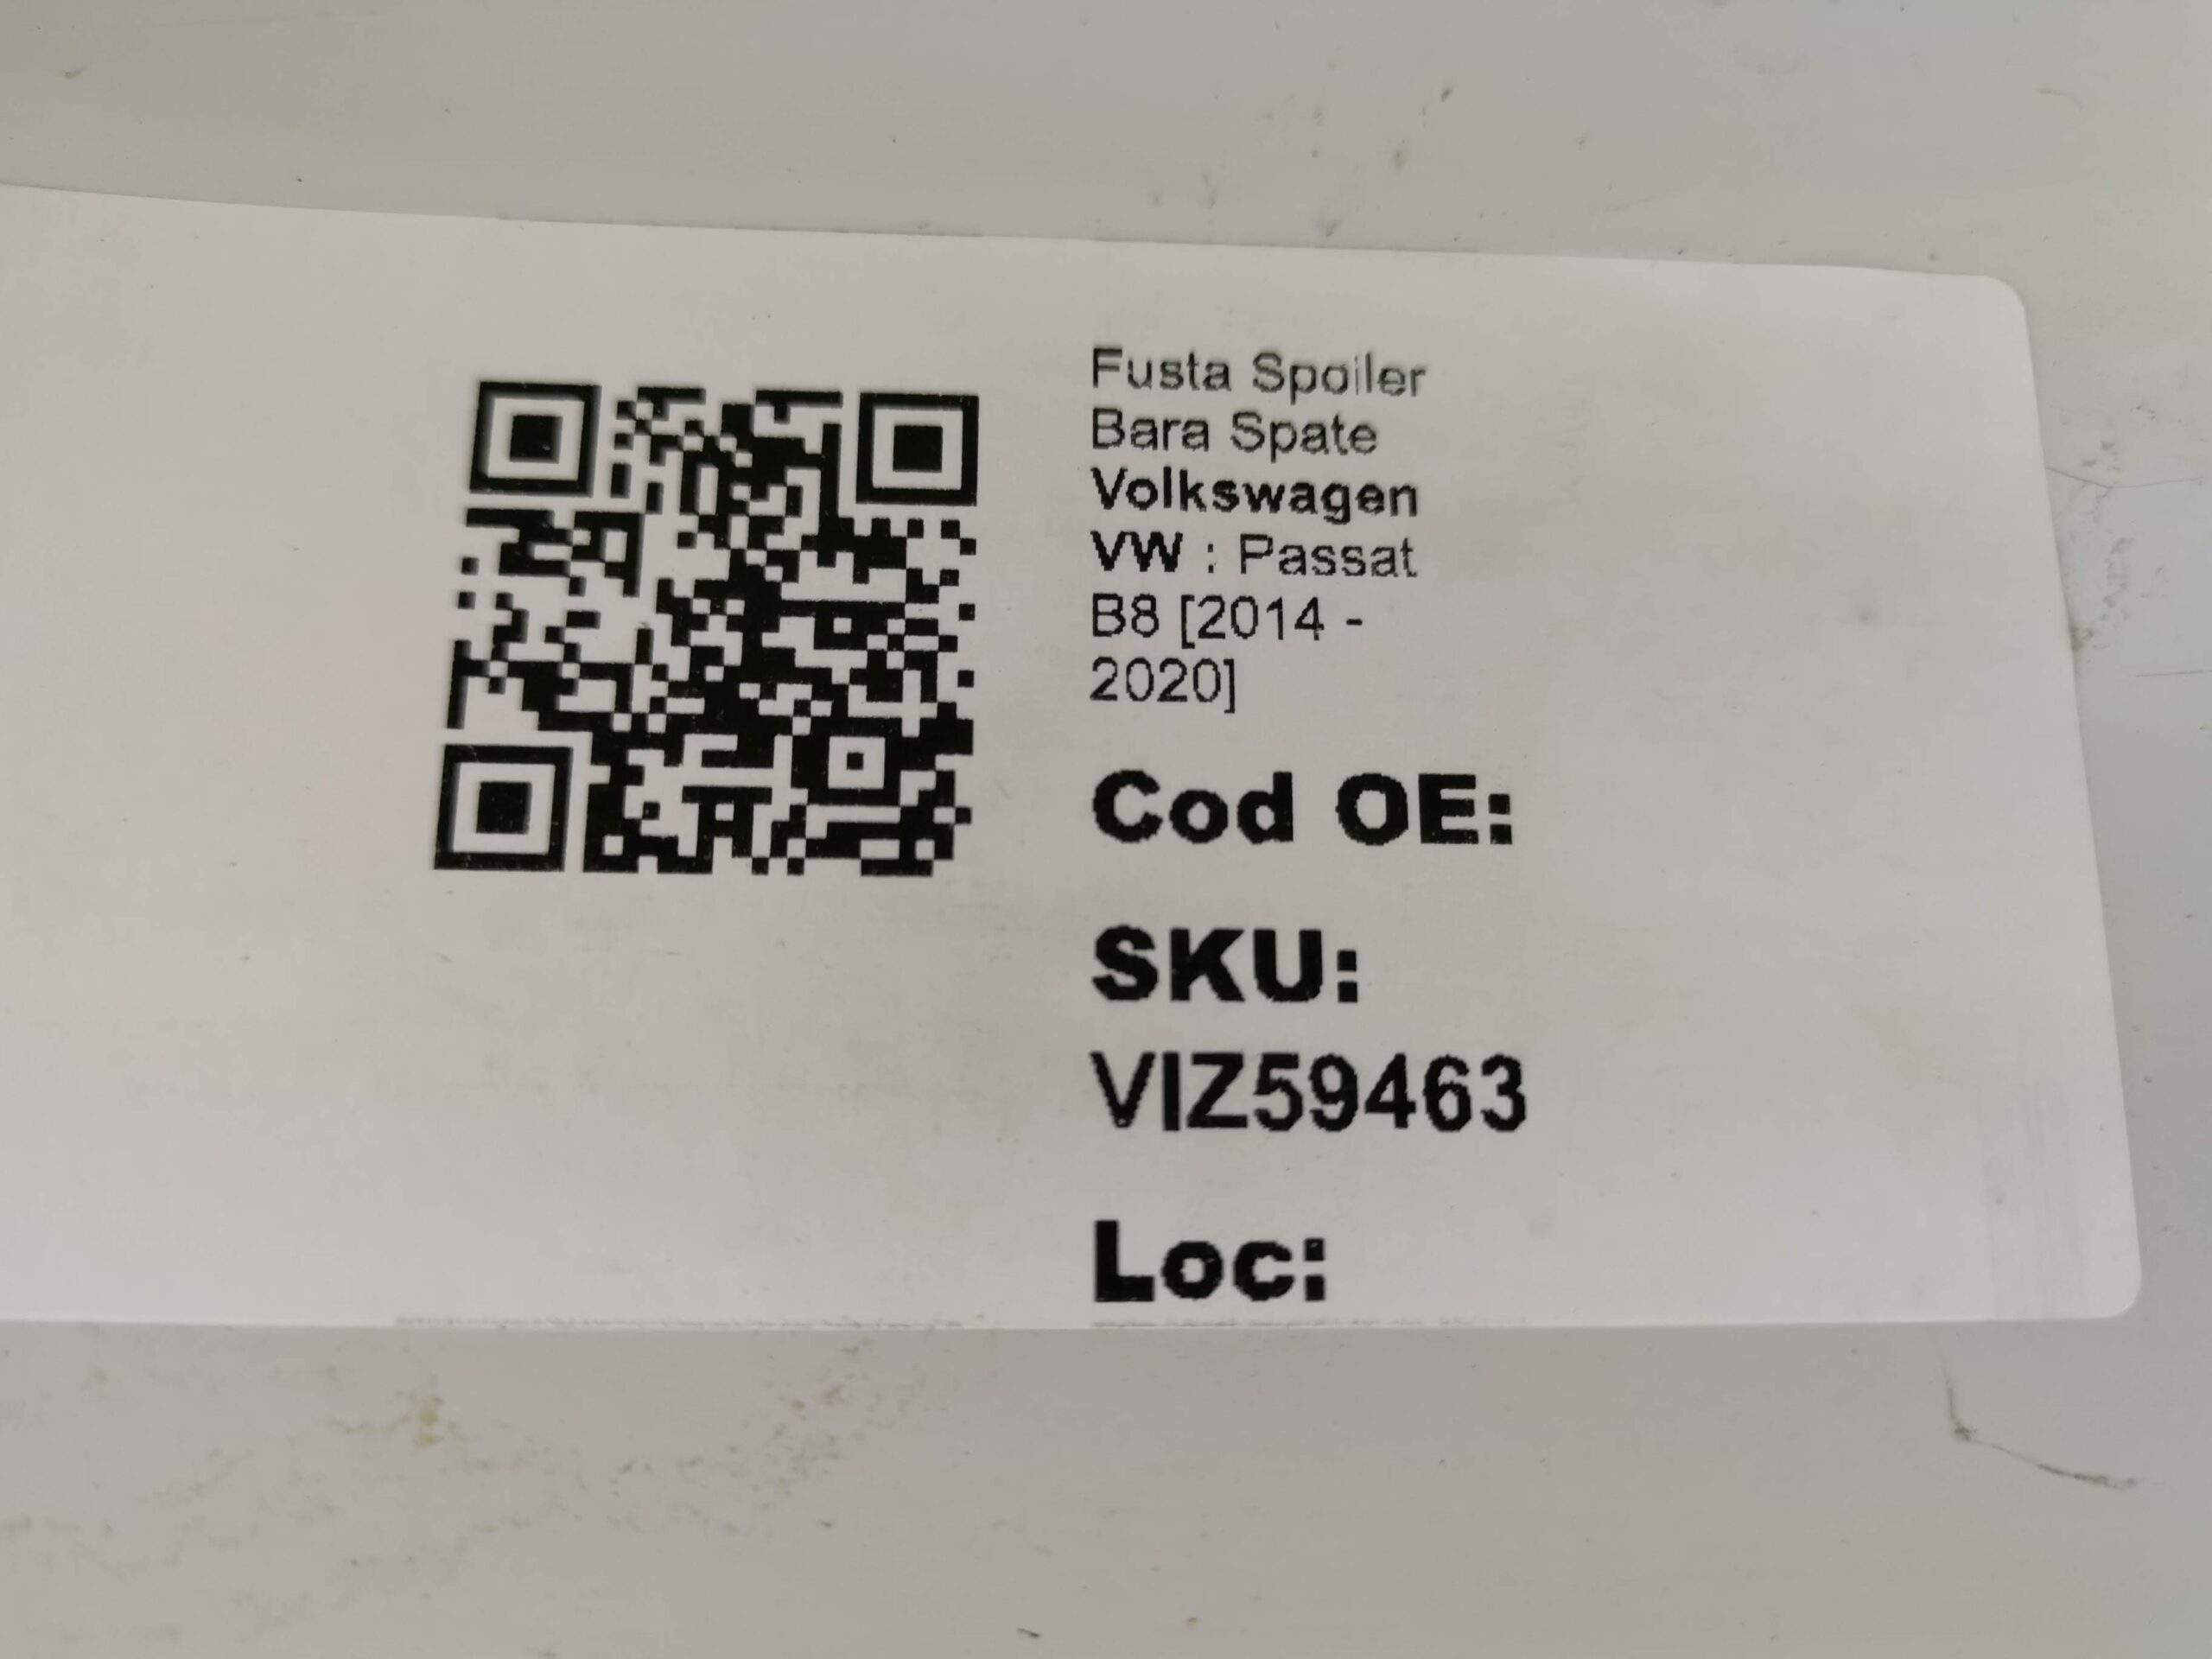 Fusta Spoiler
Bara Spate
Volkswagen
VW : Passat
B8 [2014 -
2020]
Cod OE:
SKU:
VIZ59463
Loc: